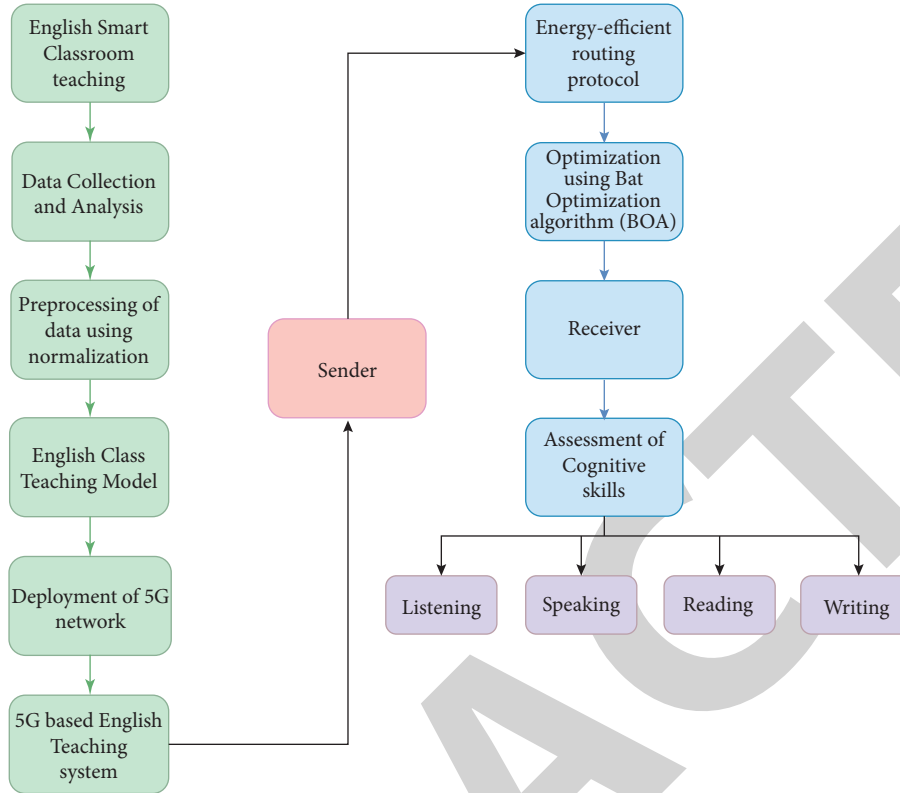 English Smart
Classroom
teaching
Data Collection
and Analysis
Preprocessing of
data using
normalization
English Class
Teaching Model
Deployment of 5G
network
5G based English
Teaching
system
Sender
Energy-efficient
routing
protocol
Optimization
using Bat
Optimization
algorithm (BOA)
Receiver
Assessment of
Cognitive
skills
Listening
Speaking
Reading
Writing
ACTE